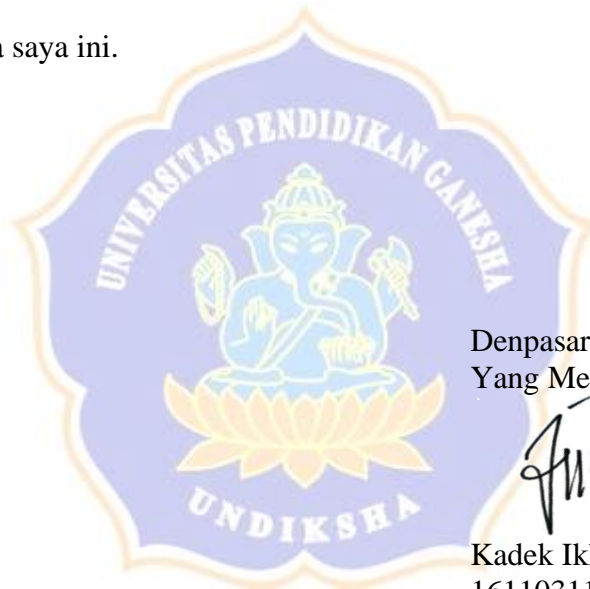 saya ini.
UNIVERSITAS PENDIDIKAN GANESHA
UNDIKSHA
Denpasar
Yang Me
Kadek Ik